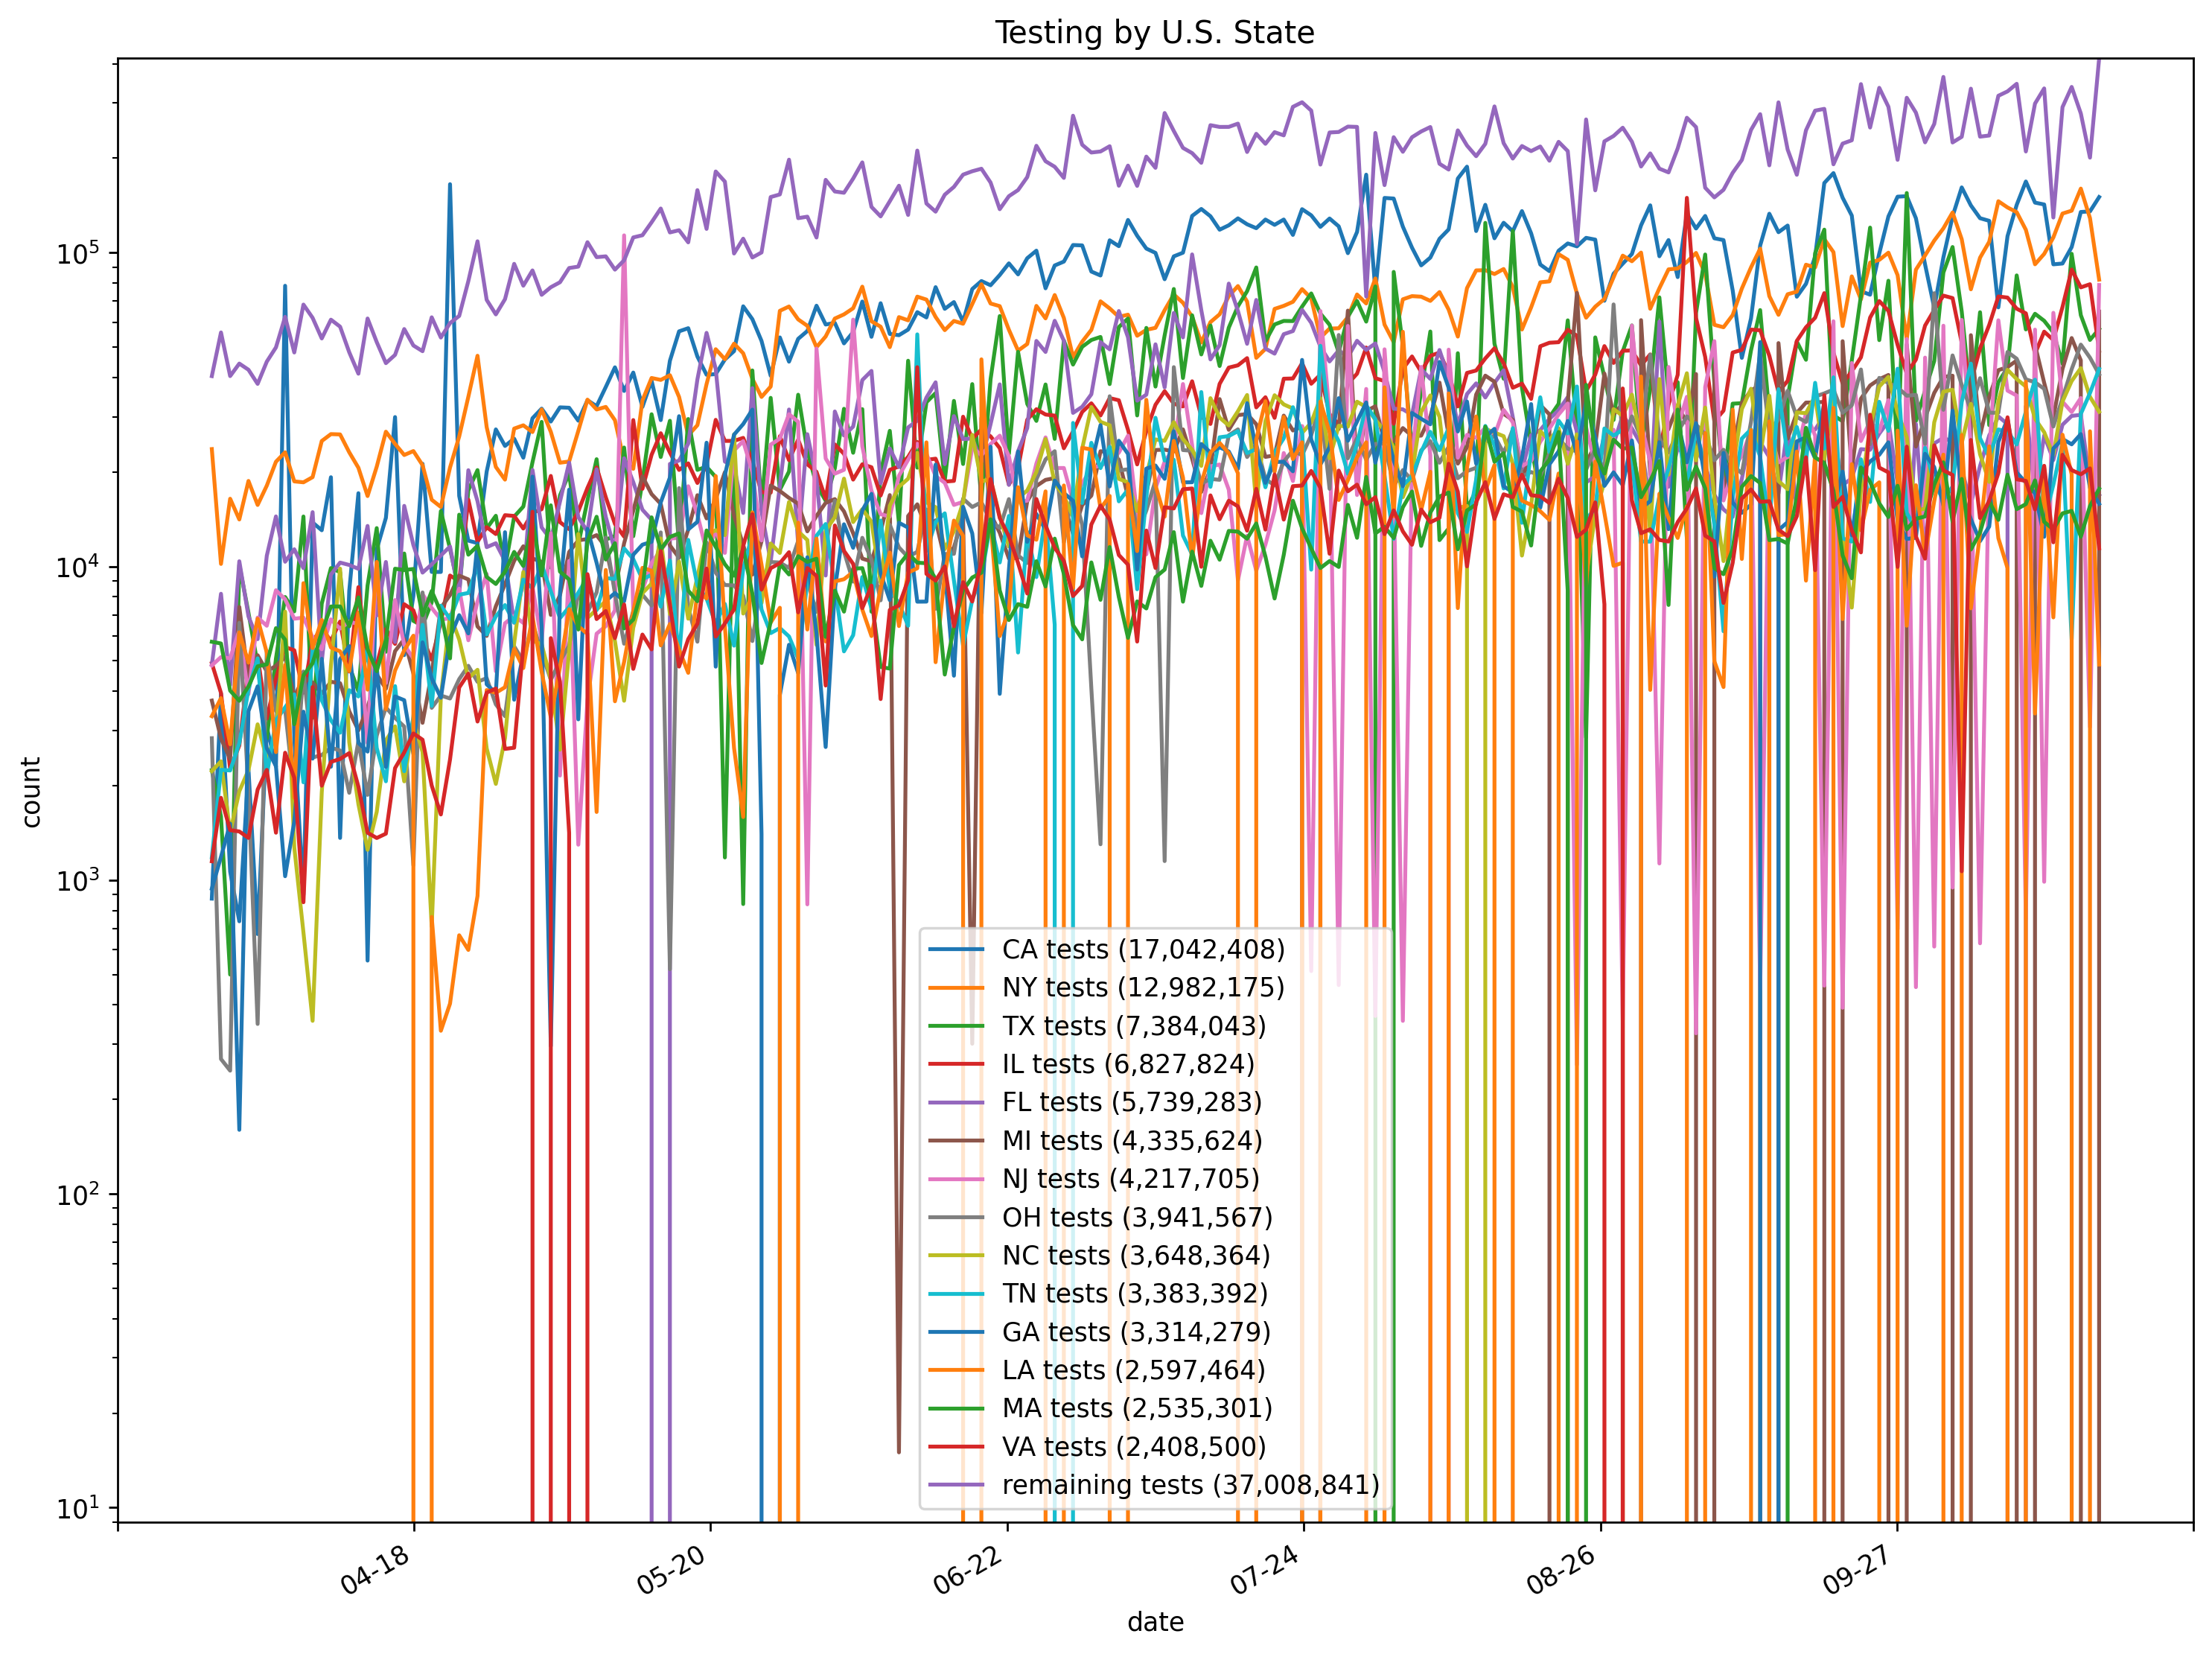 Testing by U.S. State
10^5
10^4
10^3
10^2
10^1
count
CA tests (17,042,408)
NY tests (12,982,175)
TX tests (7,384,043)
IL tests (6,827,824)
FL tests (5,739,283)
MI tests (4,335,624)
NJ tests (4,217,705)
OH tests (3,941,567)
NC tests (3,648,364)
TN tests (3,383,392)
GA tests (3,314,279)
LA tests (2,597,464)
MA tests (2,535,301)
VA tests (2,408,500)
remaining tests (37,008,841)
04-18
05-20
06-22
07-24
08-26
09-27
date